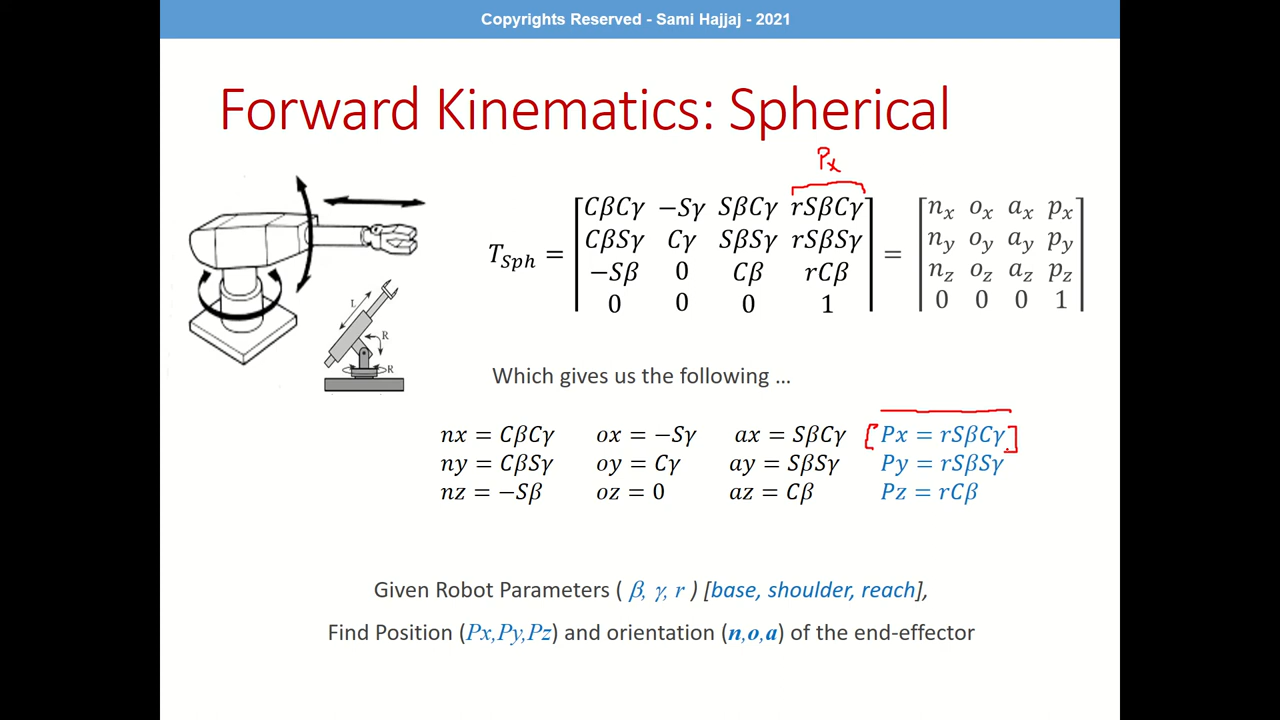 Copyrights Reserved - Sami Hajjaj - 2021
Forward Kinematics: Spherical
Px
T_Sph = [ CβCγ −Sγ SβCγ rSβCγ ] = [ n_x o_x a_x p_x ]
[ CβSγ Cγ SβSγ rSβSγ ] [ n_y o_y a_y p_y ]
[ −Sβ 0 Cβ rCβ ] [ n_z o_z a_z p_z ]
[ 0 0 0 1 ] [ 0 0 0 1 ]
L
R
R
Which gives us the following …
nx = CβCγ ox = −Sγ ax = SβCγ [Px = rSβCγ]
ny = CβSγ oy = Cγ ay = SβSγ Py = rSβSγ
nz = −Sβ oz = 0 az = Cβ Pz = rCβ
Given Robot Parameters ( β, γ, r ) [base, shoulder, reach],
Find Position (Px,Py,Pz) and orientation (n,o,a) of the end-effector